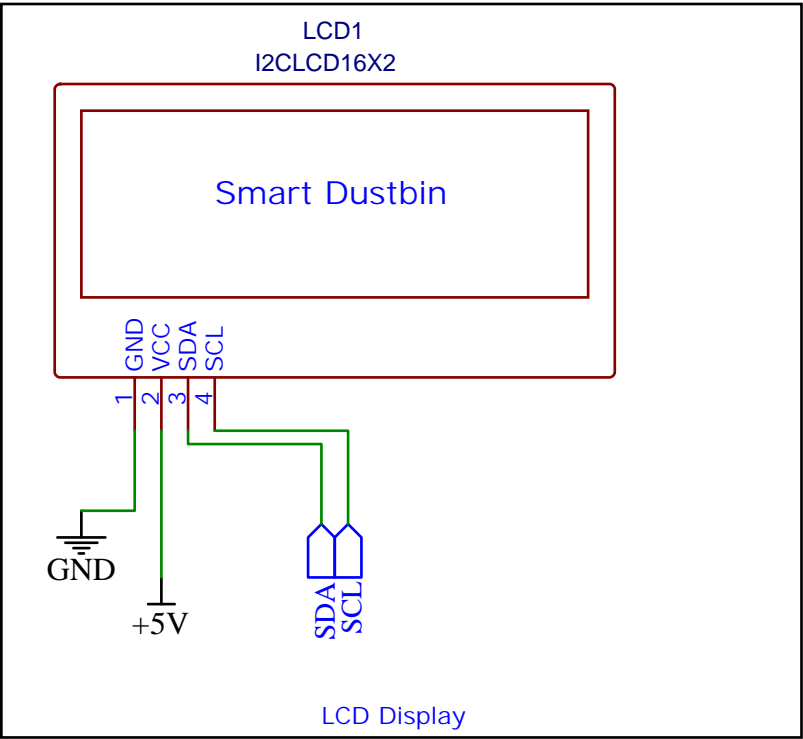 LCD1
I2CLCD16X2
Smart Dustbin
GND
VCC
SDA
SCL
1
2
3
4
GND
+5V
SDA
SCL
LCD Display